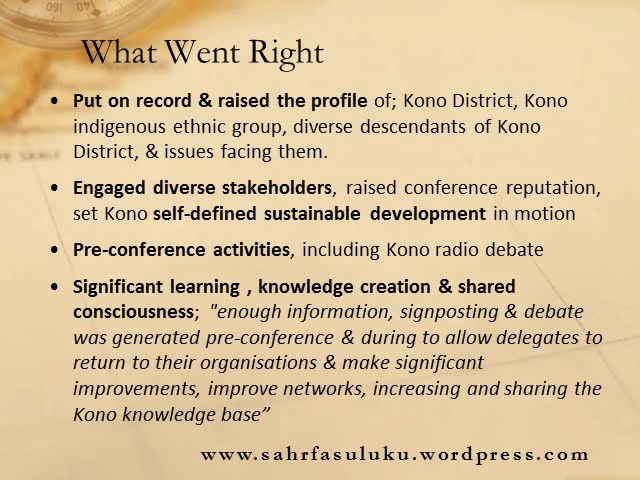 What Went Right
• Put on record & raised the profile of; Kono District, Kono
indigenous ethnic group, diverse descendants of Kono
District, & issues facing them.
• Engaged diverse stakeholders, raised conference reputation,
set Kono self-defined sustainable development in motion
• Pre-conference activities, including Kono radio debate
• Significant learning , knowledge creation & shared
consciousness; "enough information, signposting & debate
was generated pre-conference & during to allow delegates to
return to their organisations & make significant
improvements, improve networks, increasing and sharing the
Kono knowledge base”
www.sahrfasuluku.wordpress.com